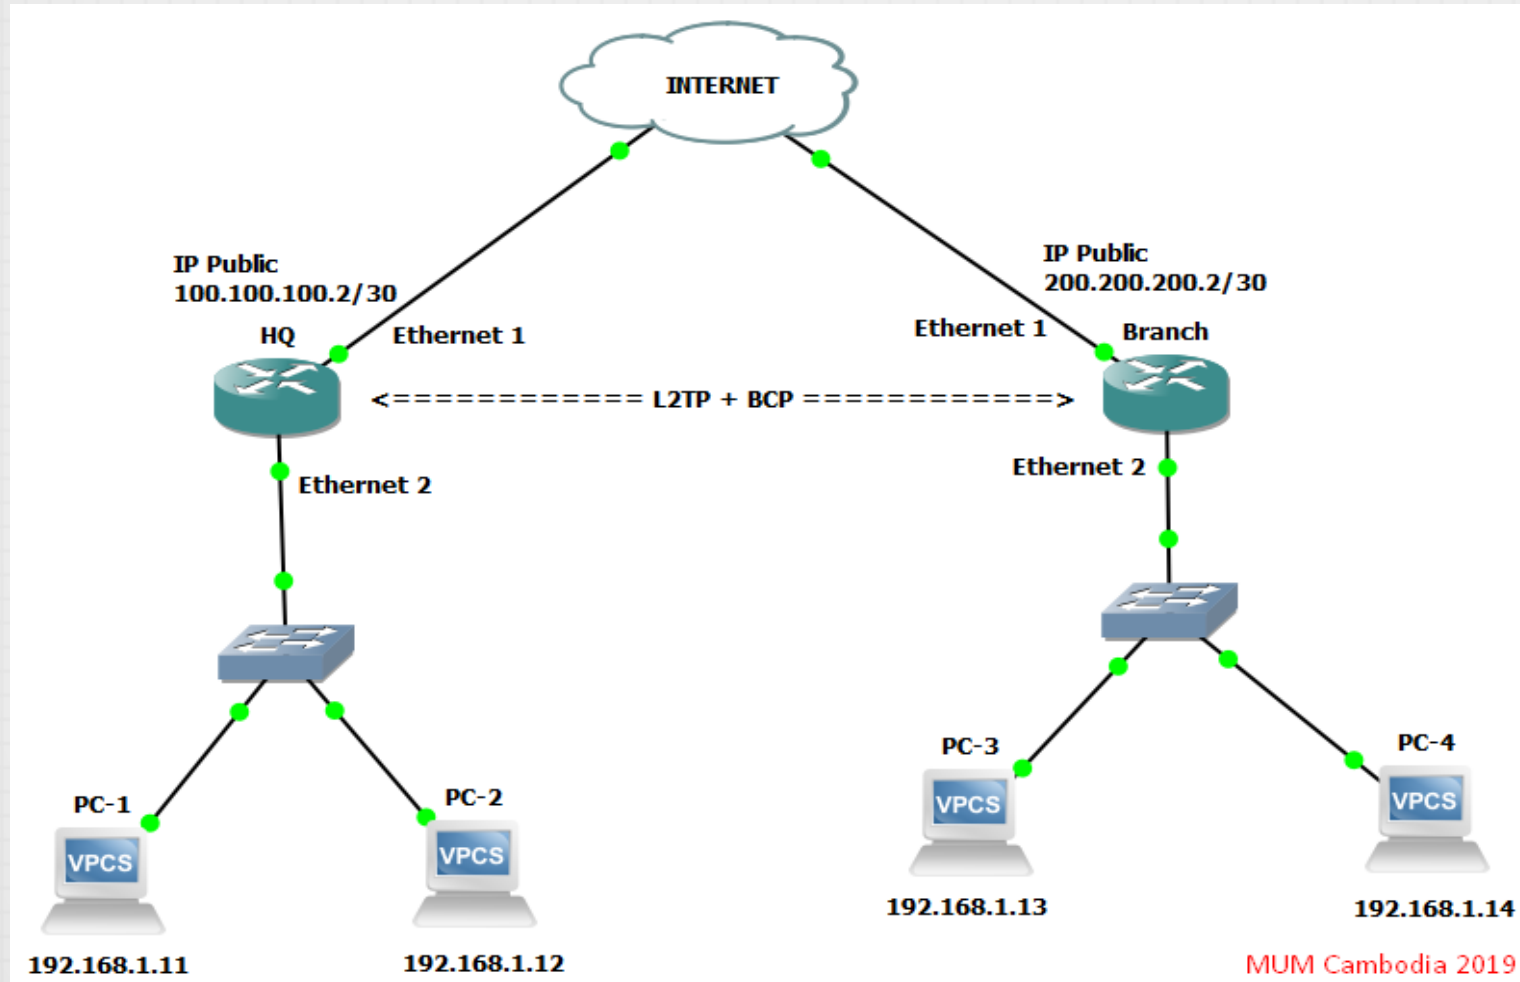 INTERNET
IP Public
100.100.100.2/30
HQ
Ethernet 1
IP Public
200.200.200.2/30
Ethernet 1
Branch
<============ L2TP + BCP ============>
Ethernet 2
Ethernet 2
PC-1
VPCS
192.168.1.11
PC-2
VPCS
192.168.1.12
PC-3
VPCS
192.168.1.13
PC-4
VPCS
192.168.1.14
MUM Cambodia 2019